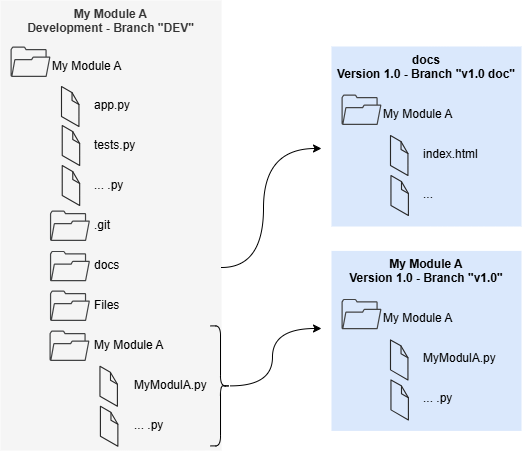 My Module A
Development - Branch "DEV"
My Module A
app.py
tests.py
... .py
.git
docs
Files
My Module A
MyModulA.py
... .py
docs
Version 1.0 - Branch "v1.0 doc"
My Module A
index.html
...
My Module A
Version 1.0 - Branch "v1.0"
My Module A
MyModulA.py
... .py